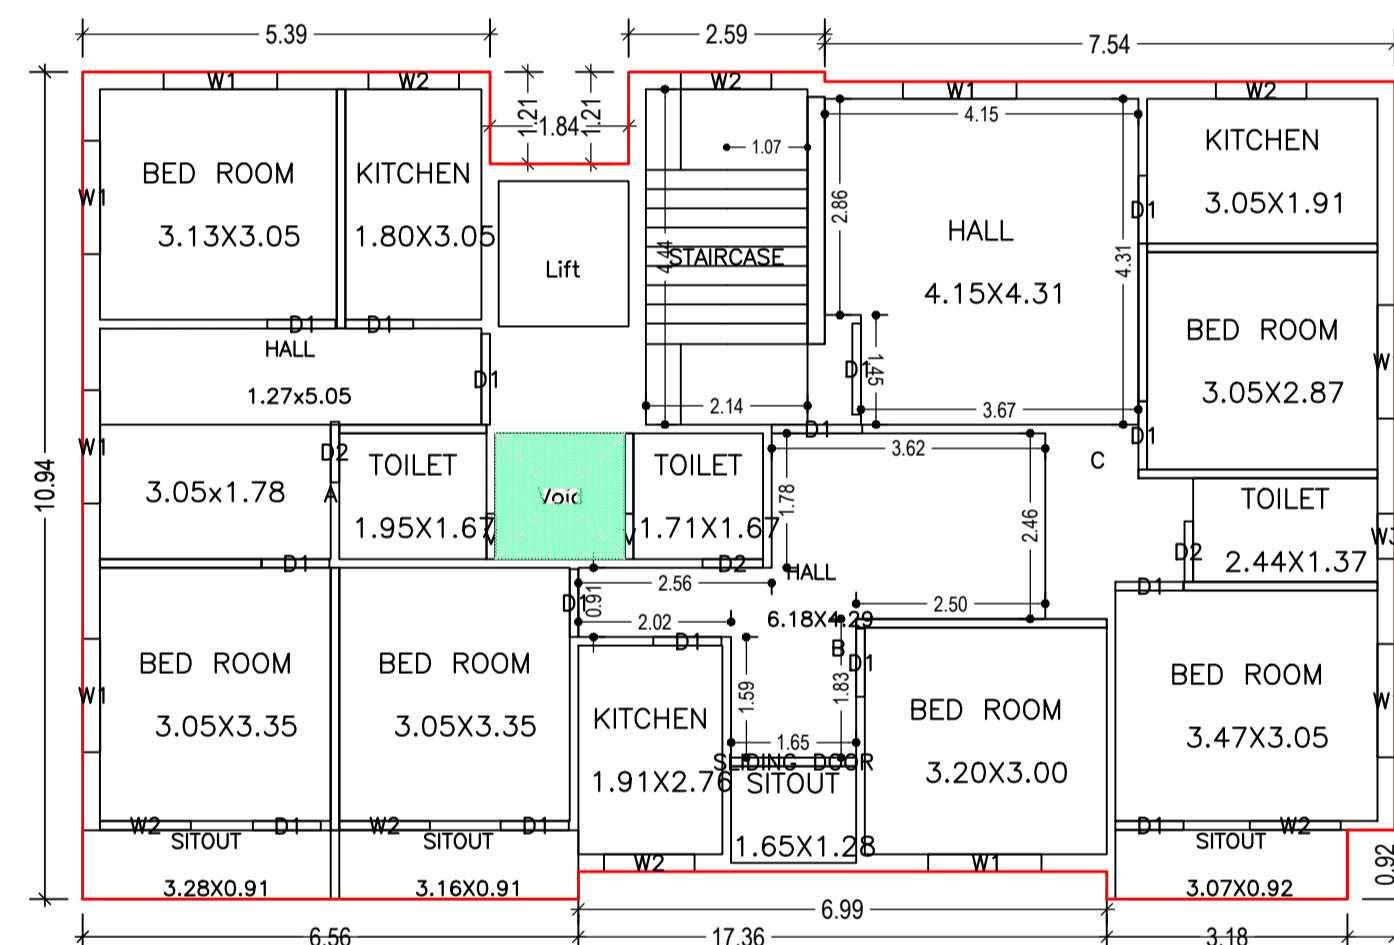 5.39
2.59
7.54
W1
W2
W2
W1
W2
1.21
1.84
1.21
1.07
4.15
BED ROOM
3.13X3.05
KITCHEN
1.80X3.05
W1
Lift
4.44
STAIRCASE
2.86
HALL
4.15X4.31
4.31
D1
KITCHEN
3.05X1.91
BED ROOM
3.05X2.87
W
D1
D1
HALL
1.27x5.05
D1
D1
1.45
2.14
3.67
D1
D1
W1
D2
3.05x1.78
A
TOILET
1.95X1.67
V
Void
V
TOILET
1.71X1.67
3.62
1.78
2.46
C
TOILET
2.44X1.37
W3
D2
D1
10.94
D1
D2
D1
0.91
2.56
HALL
6.18X4.29
2.50
2.02
D1
B
D1
BED ROOM
3.05X3.35
W1
BED ROOM
3.05X3.35
KITCHEN
1.91X2.76
1.59
1.83
1.65
SLIDING DOOR
SITOUT
1.65X1.28
BED ROOM
3.20X3.00
BED ROOM
3.47X3.05
W
W2
D1
W2
D1
D1
W2
SITOUT
3.28X0.91
SITOUT
3.16X0.91
W2
W1
SITOUT
3.07X0.92
0.92
6.99
6.56
17.36
3.18